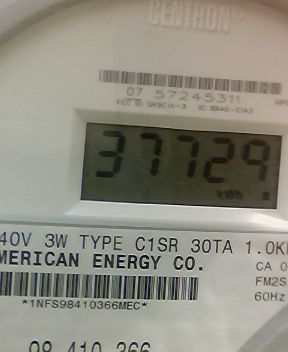 CENTRON
07 57245311
37729
kWh
40V 3W TYPE C1SR 30TA 1.0K
MERICAN ENERGY CO.
CA 0
FM2S
*1NFS98410366MEC*
60Hz
98 410 366